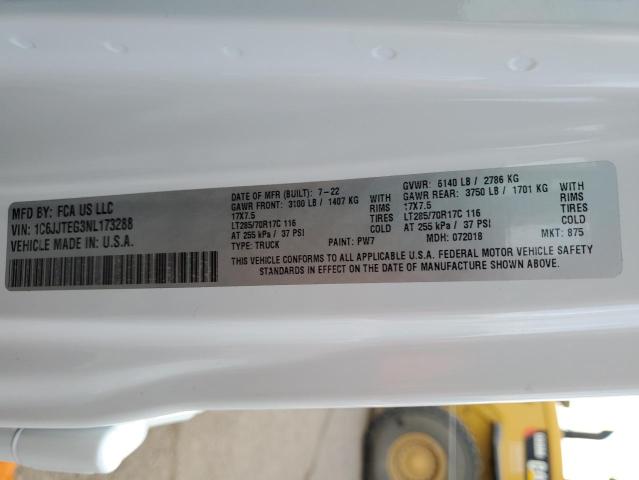 MFD BY: FCA US LLC
VIN: 1C6JJTEG3NL173288
VEHICLE MADE IN: U.S.A.
DATE OF MFR (BUILT): 7-22
GAWR FRONT: 3100 LB / 1407 KG WITH
17X7.5 RIMS
LT285/70R17C 116 TIRES
AT 255 kPa / 37 PSI COLD
TYPE: TRUCK PAINT: PW7
GVWR: 6140 LB / 2786 KG
GAWR REAR: 3750 LB / 1701 KG WITH
17X7.5 RIMS
LT285/70R17C 116 TIRES
AT 255 kPa / 37 PSI COLD
MDH: 072018 MKT: 875
THIS VEHICLE CONFORMS TO ALL APPLICABLE U.S.A. FEDERAL MOTOR VEHICLE SAFETY
STANDARDS IN EFFECT ON THE DATE OF MANUFACTURE SHOWN ABOVE.